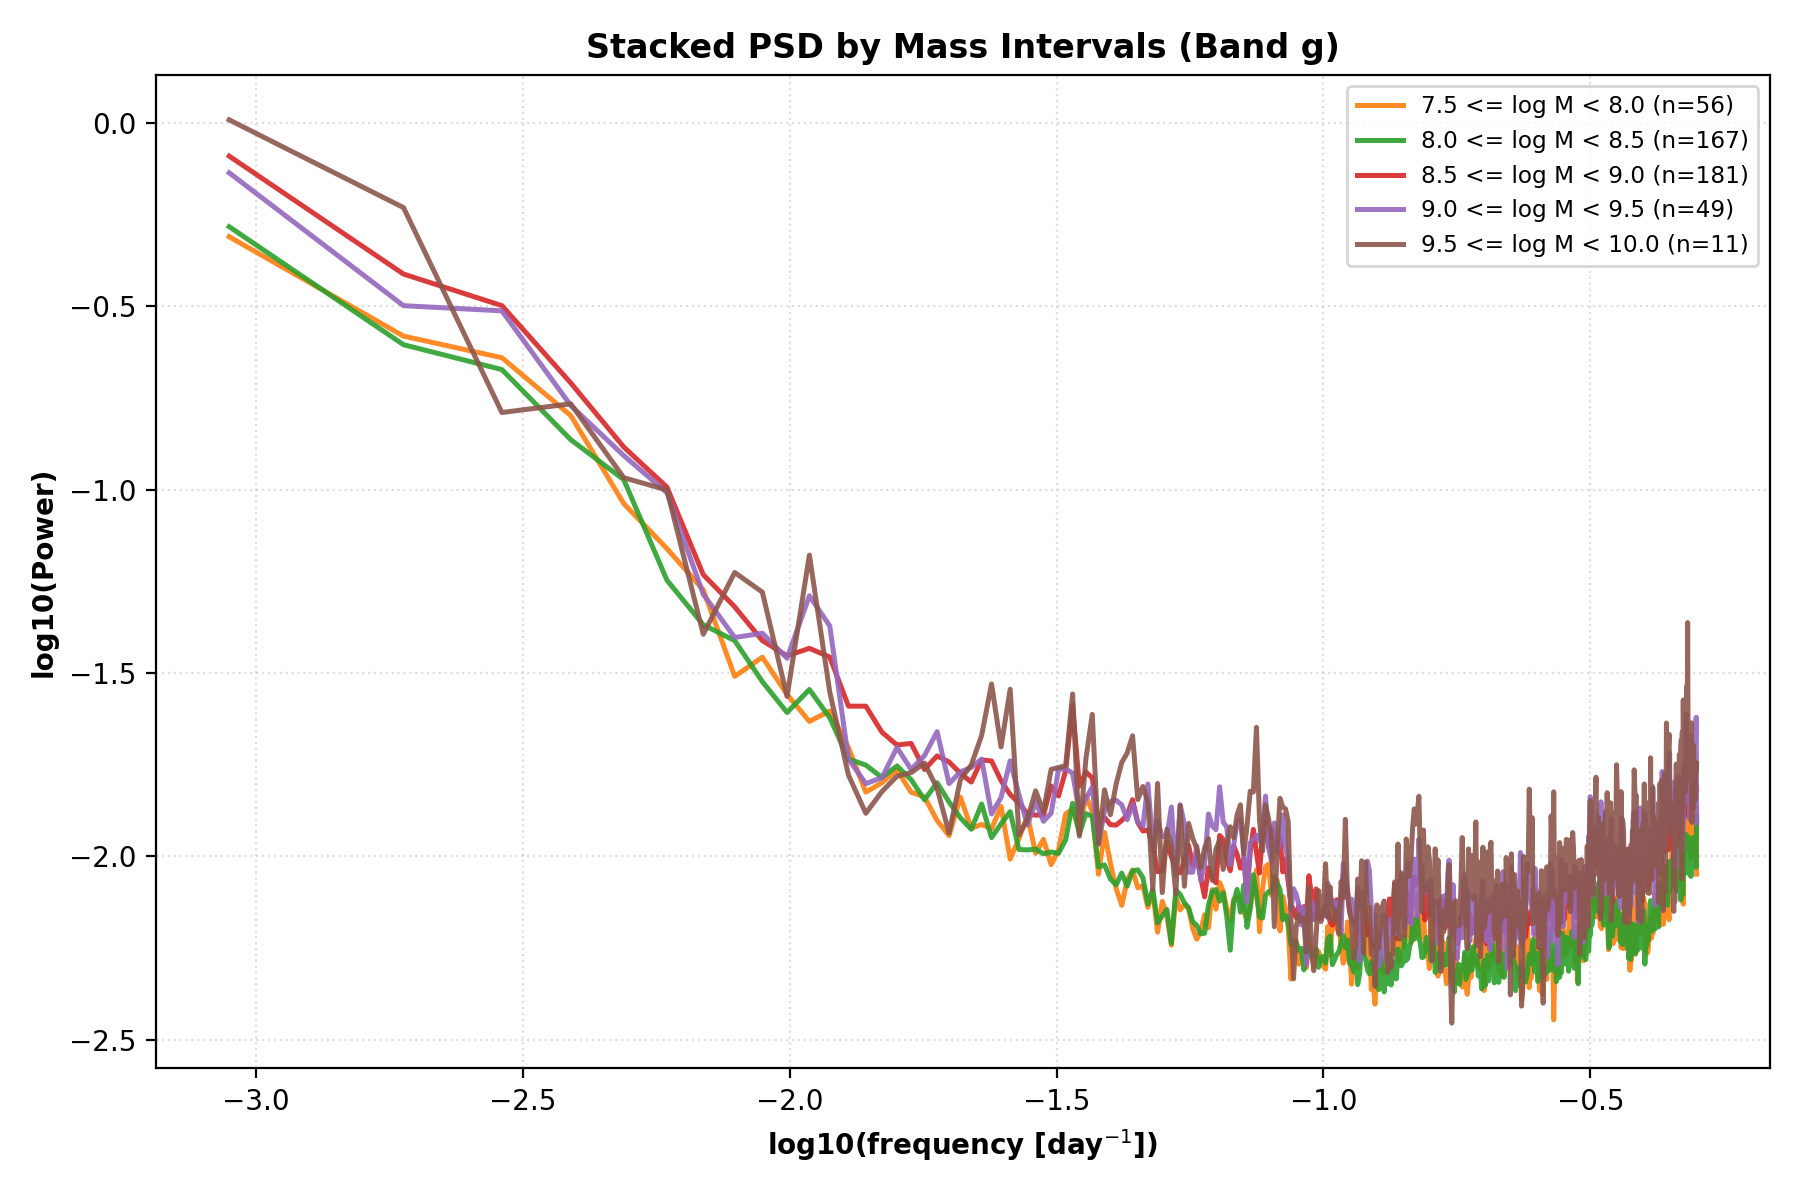 Stacked PSD by Mass Intervals (Band g)
7.5 <= log M < 8.0 (n=56)
8.0 <= log M < 8.5 (n=167)
8.5 <= log M < 9.0 (n=181)
9.0 <= log M < 9.5 (n=49)
9.5 <= log M < 10.0 (n=11)
log10(Power)
0.0
−0.5
−1.0
−1.5
−2.0
−2.5
−3.0 −2.5 −2.0 −1.5 −1.0 −0.5
log10(frequency [day⁻¹])